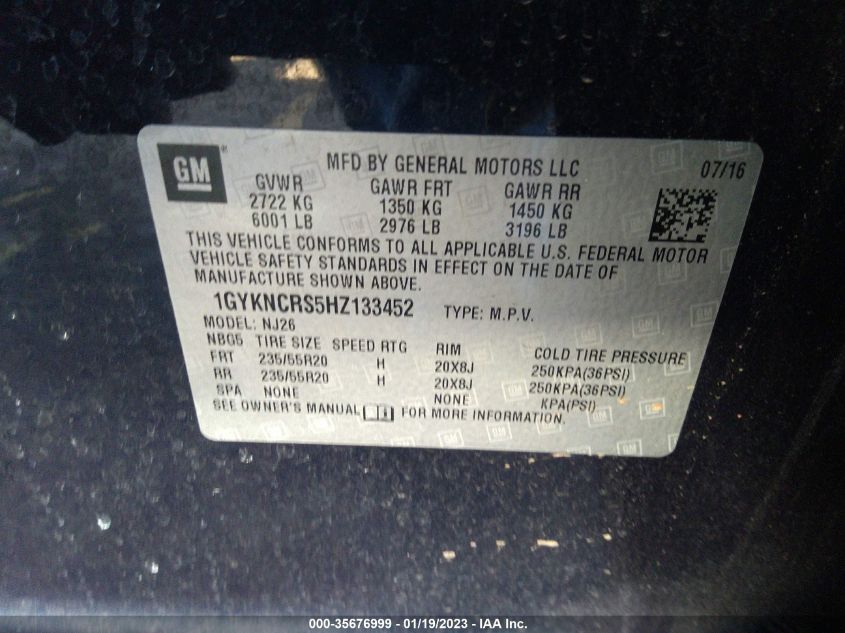 GM ®
MFD BY GENERAL MOTORS LLC 07/16
GVWR GAWR FRT GAWR RR
2722 KG 1350 KG 1450 KG
6001 LB 2976 LB 3196 LB
THIS VEHICLE CONFORMS TO ALL APPLICABLE U.S. FEDERAL MOTOR
VEHICLE SAFETY STANDARDS IN EFFECT ON THE DATE OF
MANUFACTURE SHOWN ABOVE.
1GYKNCRS5HZ133452 TYPE: M.P.V.
MODEL: NJ26
NBG5 TIRE SIZE SPEED RTG RIM COLD TIRE PRESSURE
FRT 235/55R20 H 20X8J 250KPA(36PSI)
RR 235/55R20 H 20X8J 250KPA(36PSI)
SPA NONE NONE KPA(PSI)
SEE OWNER'S MANUAL FOR MORE INFORMATION.
000-35676999 / 01/19/2023 - IAA Inc.